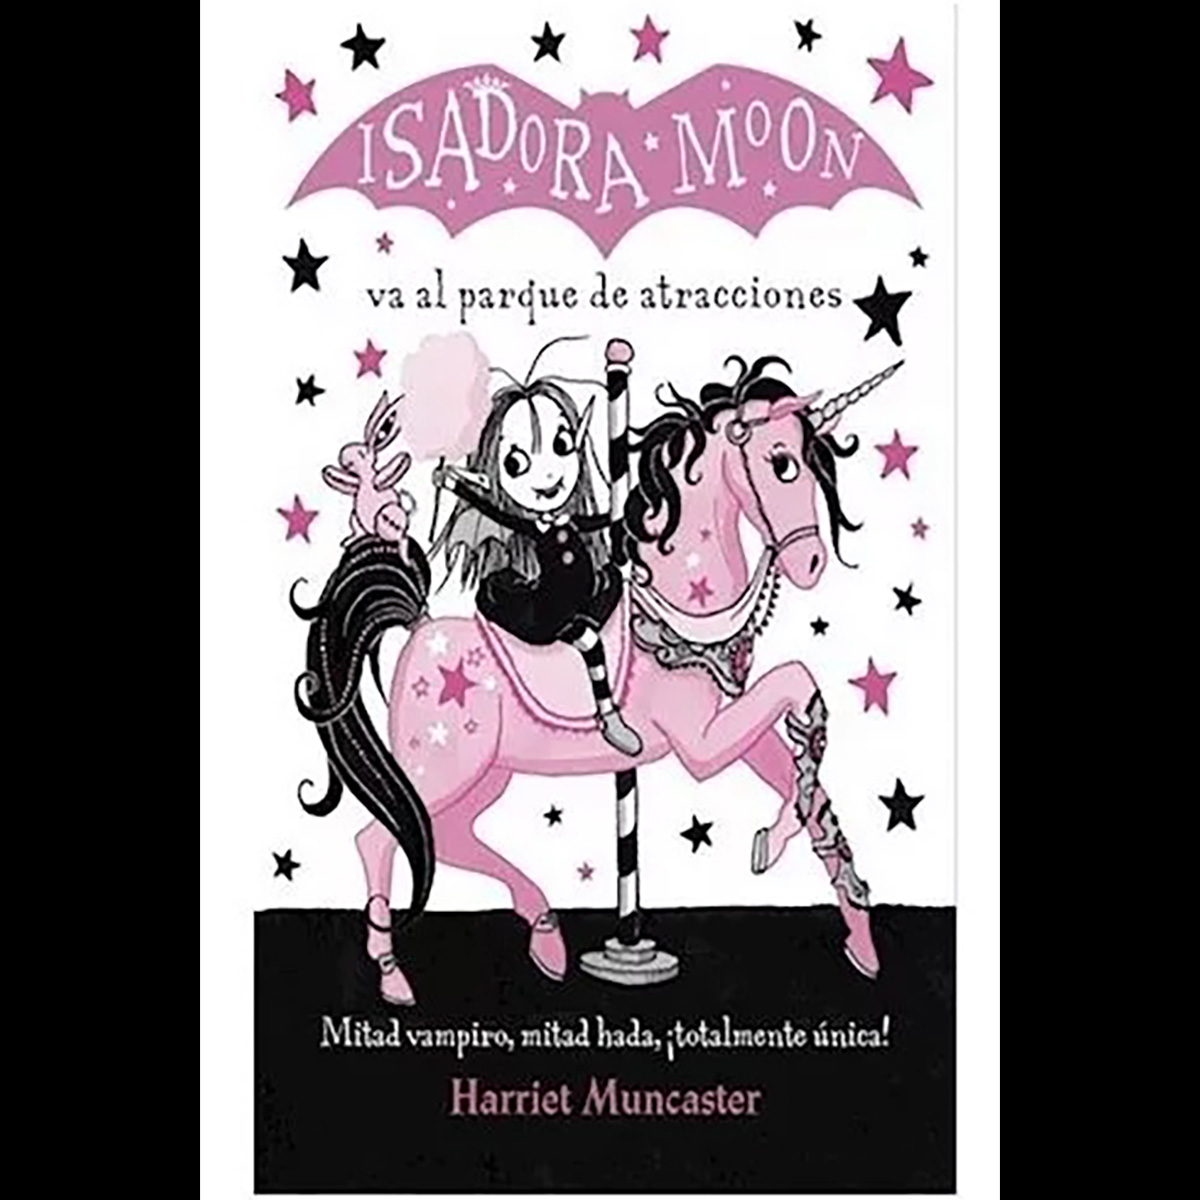 ISADORA MOON
va al parque de atracciones
Mitad vampiro, mitad hada, ¡totalmente única!
Harriet Muncaster